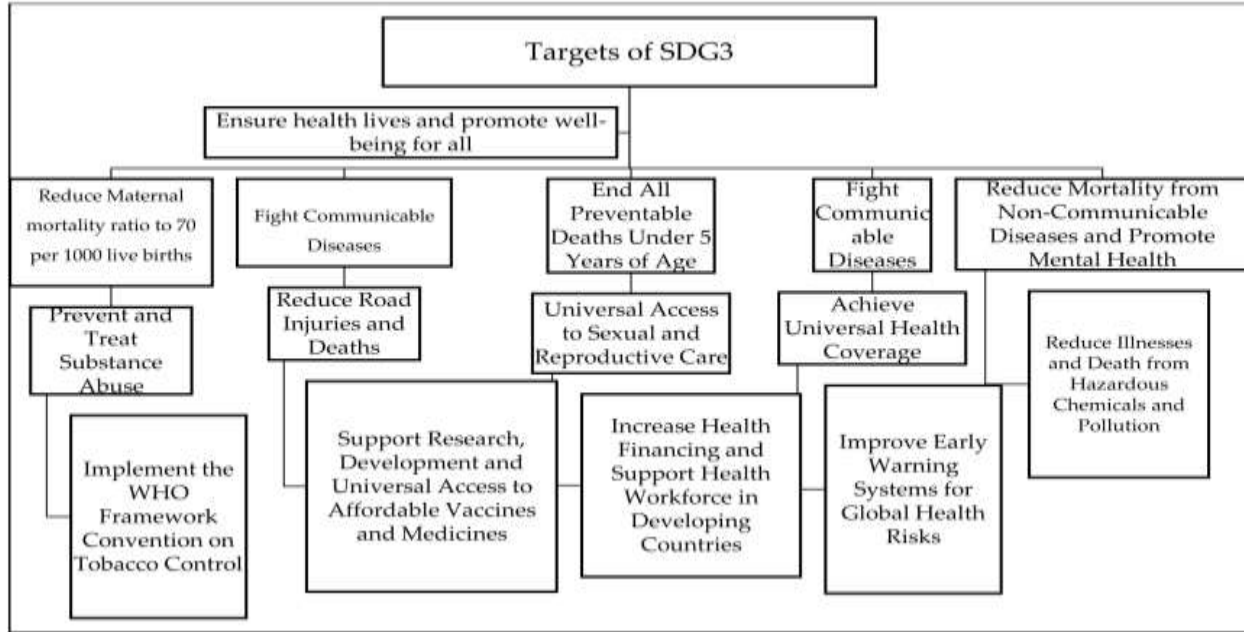 Targets of SDG3
Ensure health lives and promote well-
being for all
Reduce Maternal
mortality ratio to 70
per 1000 live births
Fight Communicable
Diseases
End All
Preventable
Deaths Under 5
Years of Age
Fight
Communic
able
Diseases
Reduce Mortality from
Non-Communicable
Diseases and Promote
Mental Health
Prevent and
Treat
Substance
Abuse
Reduce Road
Injuries and
Deaths
Universal Access
to Sexual and
Reproductive Care
Achieve
Universal Health
Coverage
Reduce Illnesses
and Death from
Hazardous
Chemicals and
Pollution
Implement the
WHO
Framework
Convention on
Tobacco Control
Support Research,
Development and
Universal Access to
Affordable Vaccines
and Medicines
Increase Health
Financing and
Support Health
Workforce in
Developing
Countries
Improve Early
Warning
Systems for
Global Health
Risks